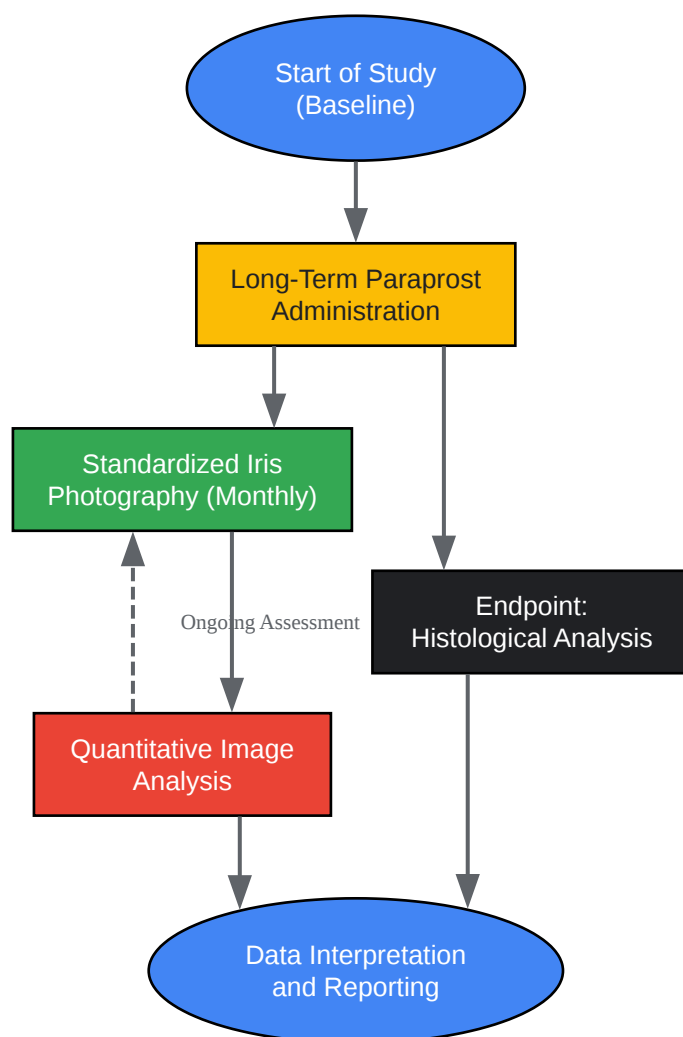 Start of Study
(Baseline)
Long-Term Paraprost
Administration
Standardized Iris
Photography (Monthly)
Ongoing Assessment
Endpoint:
Histological Analysis
Quantitative Image
Analysis
Data Interpretation
and Reporting